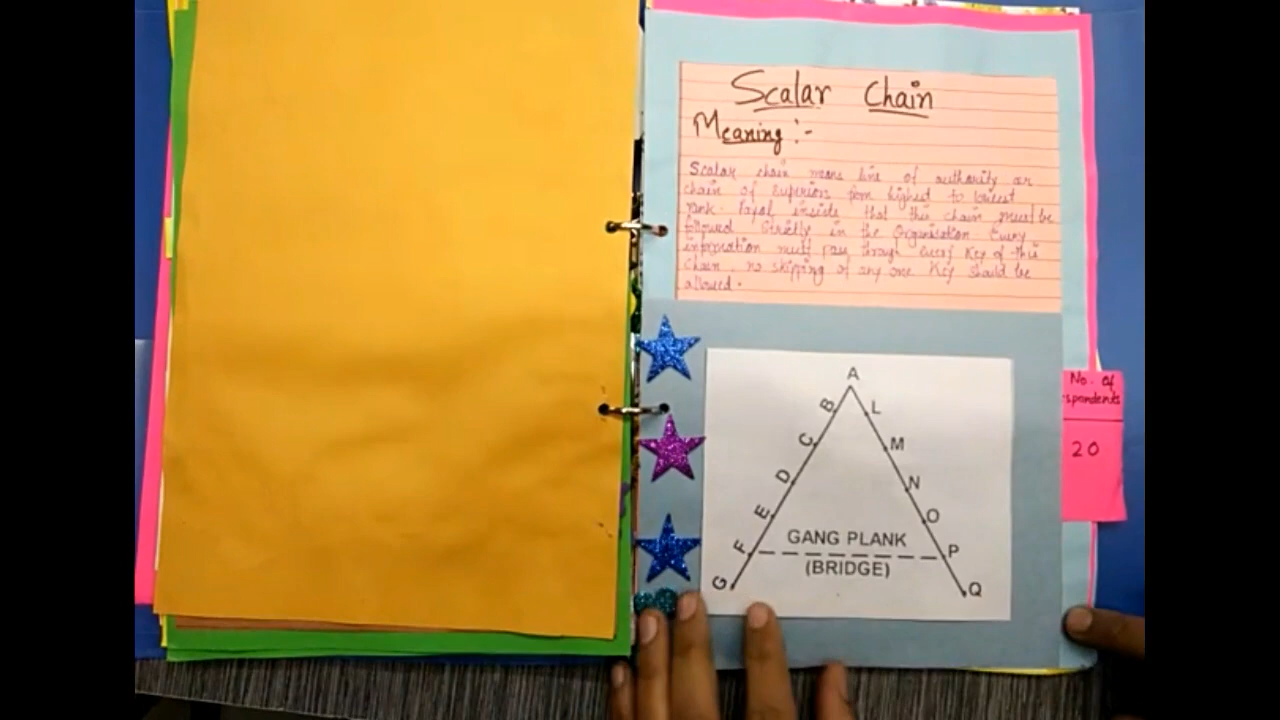 Scalar Chain
Meaning :-
Scalar chain means line of authority or
chain of superiors from highest to lowest
rank. Fayol inside that this chain must be
followed strictly in the Organisation Every
information must pass through every Key of this
chain. no skipping of any one Key should be
allowed.
A
B L
C M
D N
E O
GANG PLANK
F P
(BRIDGE)
G Q
No. of
spondents
20